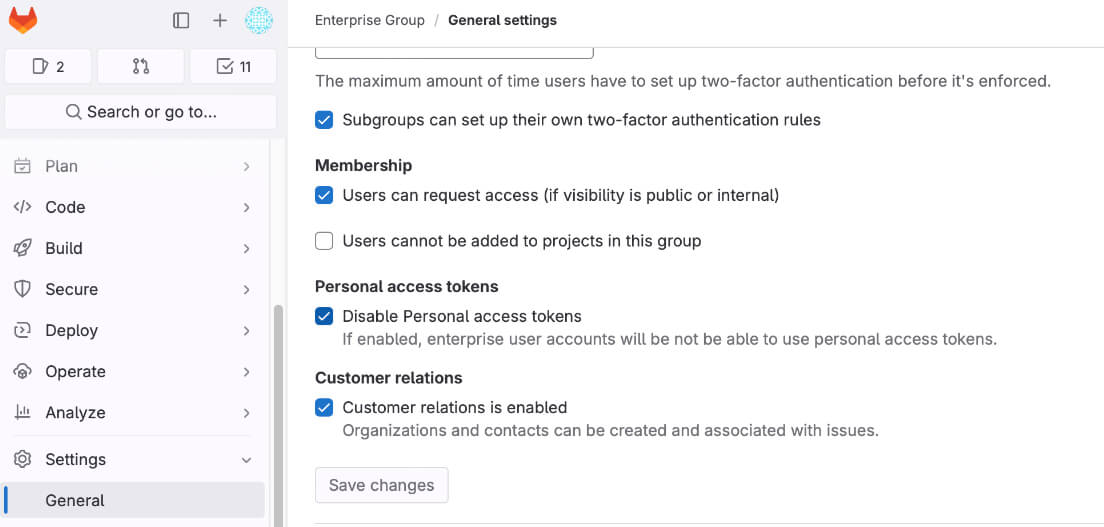 Enterprise Group / General settings
2
11
Search or go to...
Plan
Code
Build
Secure
Deploy
Operate
Analyze
Settings
General
The maximum amount of time users have to set up two-factor authentication before it's enforced.
Subgroups can set up their own two-factor authentication rules
Membership
Users can request access (if visibility is public or internal)
Users cannot be added to projects in this group
Personal access tokens
Disable Personal access tokens
If enabled, enterprise user accounts will be not be able to use personal access tokens.
Customer relations
Customer relations is enabled
Organizations and contacts can be created and associated with issues.
Save changes